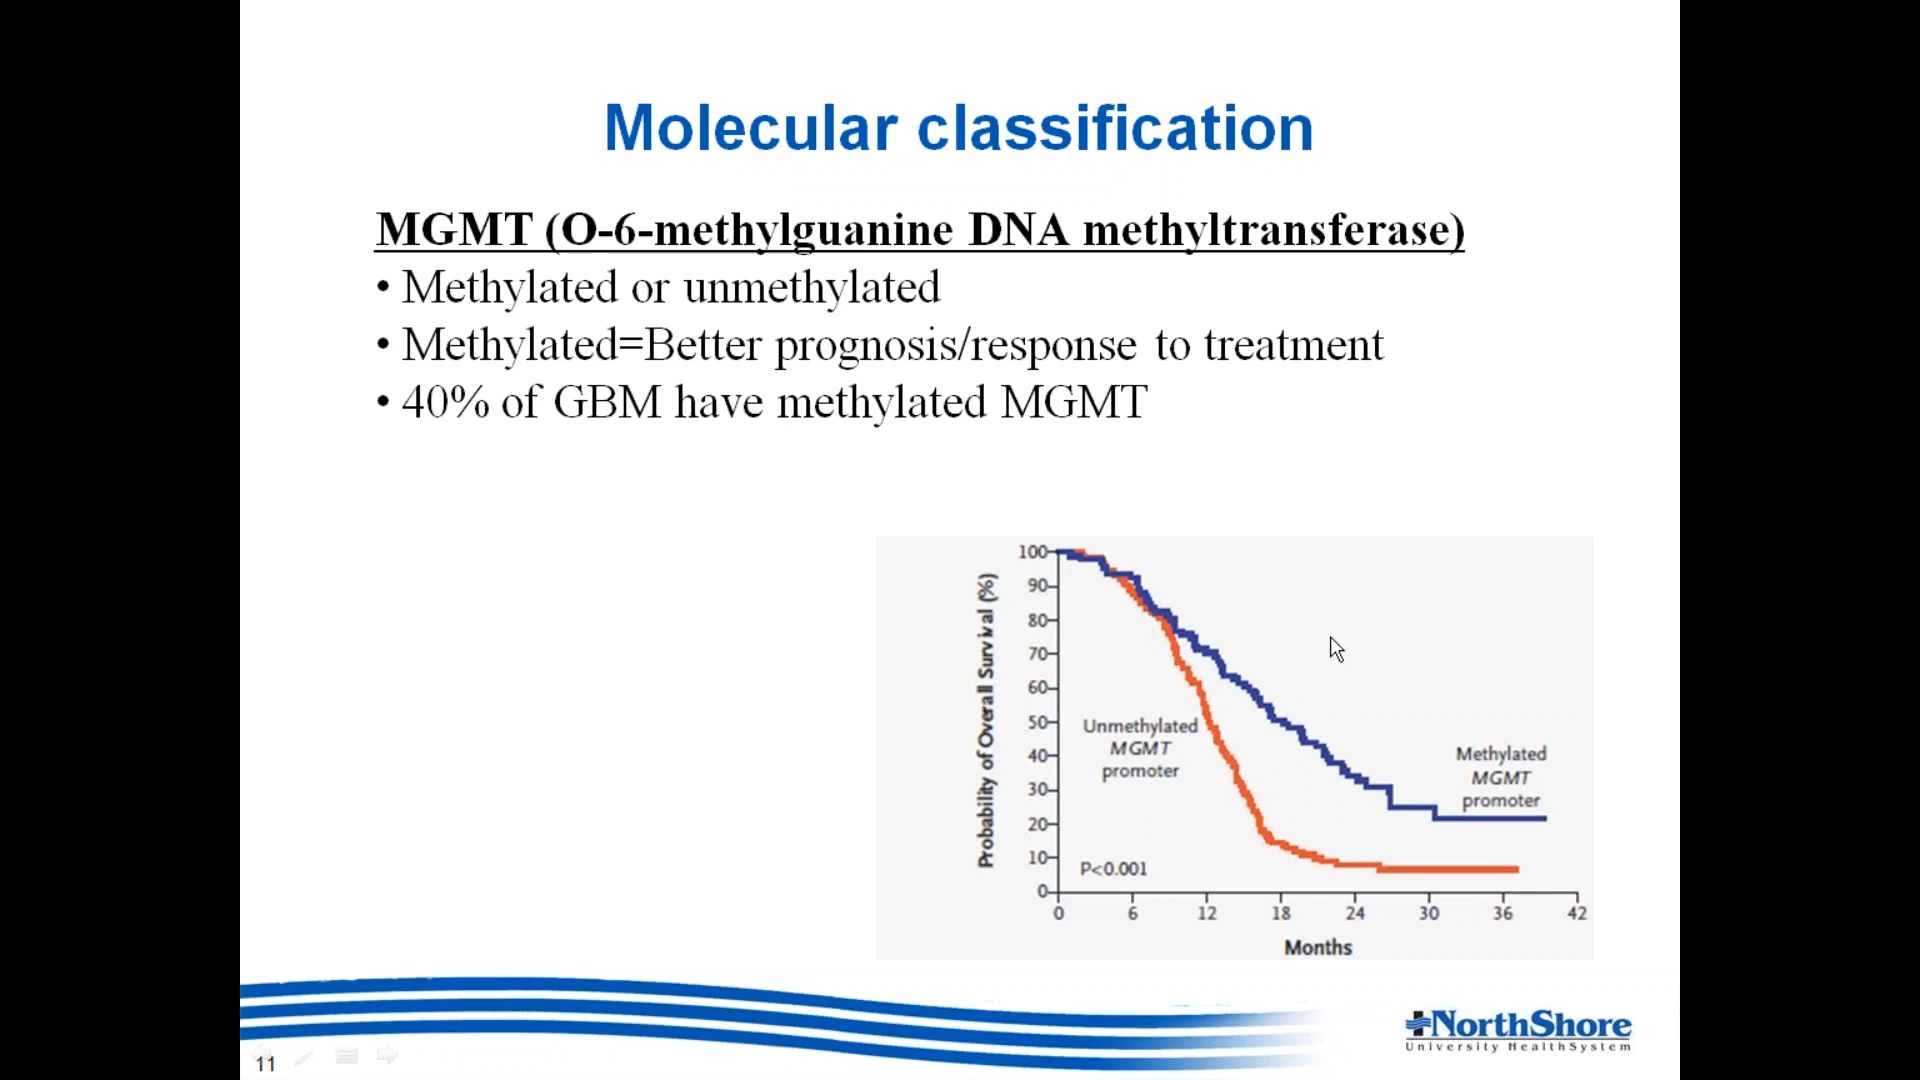 Molecular classification
MGMT (O-6-methylguanine DNA methyltransferase)
• Methylated or unmethylated
• Methylated=Better prognosis/response to treatment
• 40% of GBM have methylated MGMT
Probability of Overall Survival (%)
100
90
80
70
60
50
40
30
20
10
0
Unmethylated
MGMT
promoter
Methylated
MGMT
promoter
P<0.001
0 6 12 18 24 30 36 42
Months
NorthShore
University HealthSystem
11